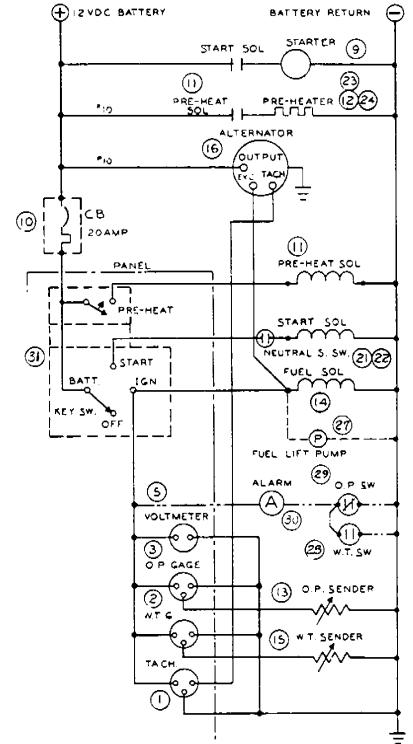 + 12 VDC BATTERY
BATTERY RETURN −
START SOL
STARTER
9
11
PRE-HEAT SOL
23
PRE-HEATER
12 24
#10
ALTERNATOR
16
OUTPUT
#10
EXC TACH
10
CB
20AMP
PANEL
11
PRE-HEAT SOL
PRE-HEAT
START SOL
31
START
NEUTRAL S. SW.
21 22
BATT.
IGN
FUEL SOL
KEY SW.
OFF
14
27
P
FUEL LIFT PUMP
29
5
ALARM
A
O.P SW
30
VOLTMETER
3
28
W.T. SW
O.P GAGE
2
13
O.P. SENDER
W.T G
15
W.T. SENDER
TACH.
1